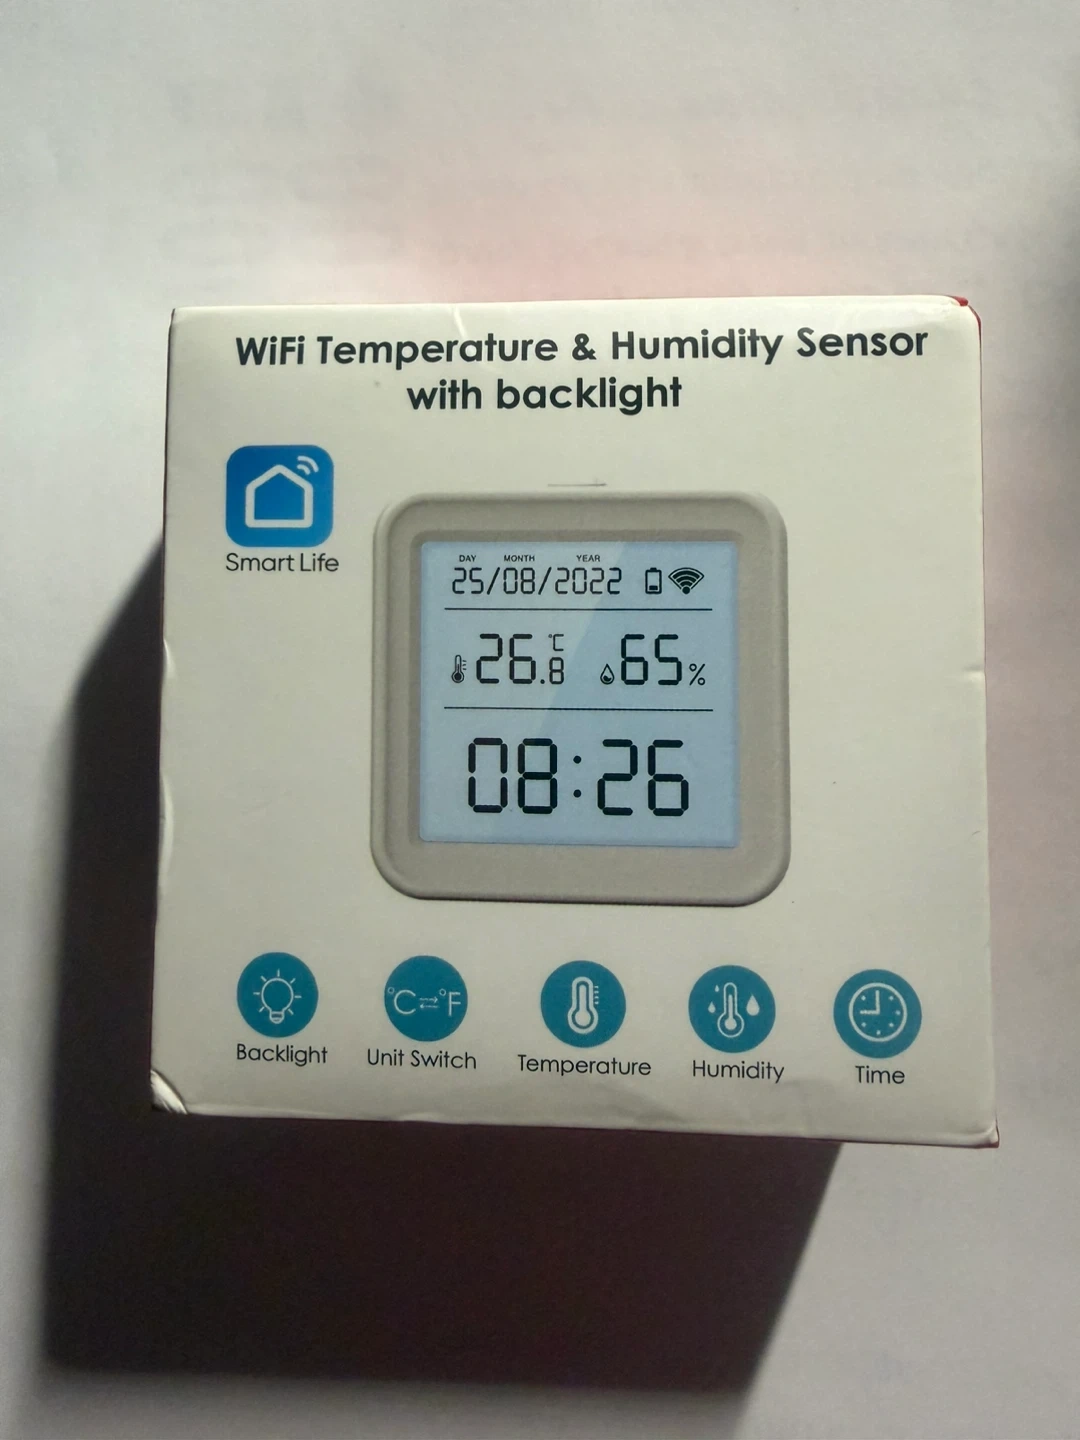 WiFi Temperature & Humidity Sensor
with backlight
Smart Life
DAY MONTH YEAR
25/08/2022
26.8 °C 65%
08:26
°C ⇄ °F
Backlight Unit Switch Temperature Humidity Time